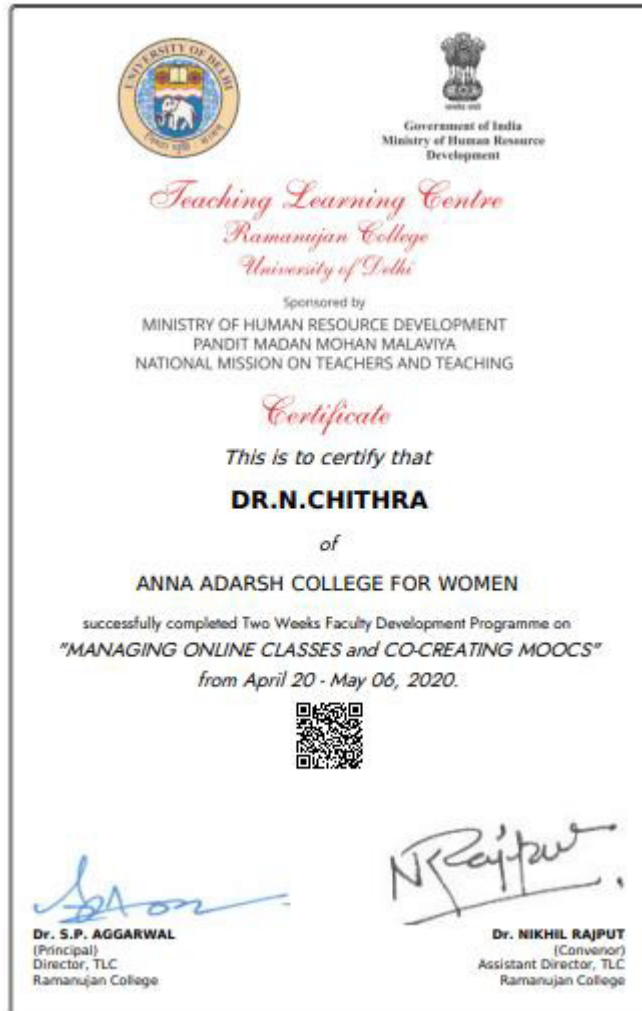 UNIVERSITY OF DELHI
Government of India
Ministry of Human Resource
Development
Teaching Learning Centre
Ramanujan College
University of Delhi
Sponsored by
MINISTRY OF HUMAN RESOURCE DEVELOPMENT
PANDIT MADAN MOHAN MALAVIYA
NATIONAL MISSION ON TEACHERS AND TEACHING
Certificate
This is to certify that
DR.N.CHITHRA
of
ANNA ADARSH COLLEGE FOR WOMEN
successfully completed Two Weeks Faculty Development Programme on
"MANAGING ONLINE CLASSES and CO-CREATING MOOCS"
from April 20 - May 06, 2020.
NRajput
Dr. S.P. AGGARWAL
(Principal)
Director, TLC
Ramanujan College
Dr. NIKHIL RAJPUT
(Convenor)
Assistant Director, TLC
Ramanujan College